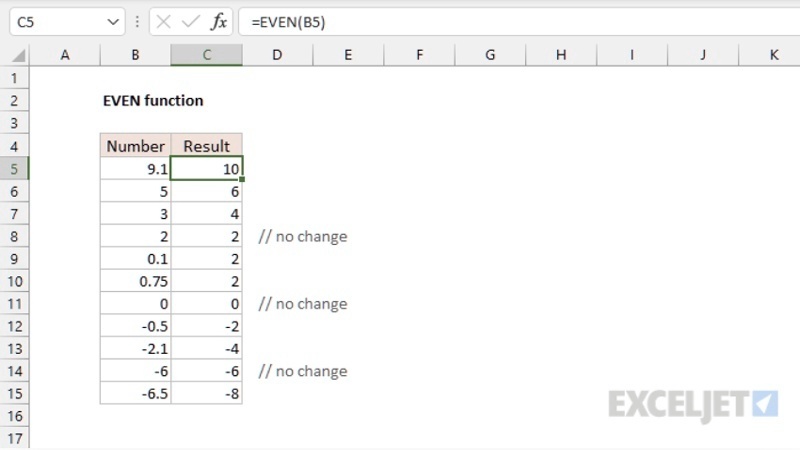 C5 fx =EVEN(B5)
A B C D E F G H I J K
1
2 EVEN function
3
4 Number Result
5 9.1 10
6 5 6
7 3 4
8 2 2 // no change
9 0.1 2
10 0.75 2
11 0 0 // no change
12 -0.5 -2
13 -2.1 -4
14 -6 -6 // no change
15 -6.5 -8
16
17
EXCELJET